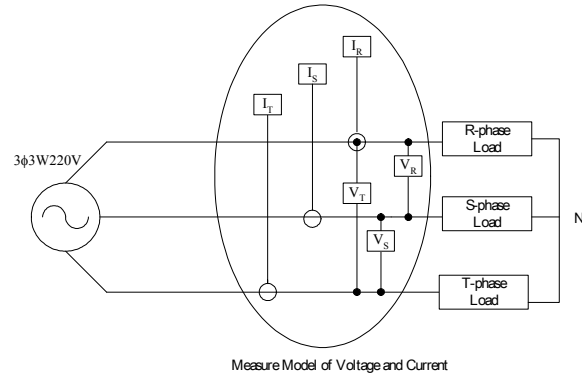 I_R
I_S
I_T
3ϕ3W220V
R-phase
Load
V_R
V_T
S-phase
Load
N
V_S
T-phase
Load
Measure Model of Voltage and Current